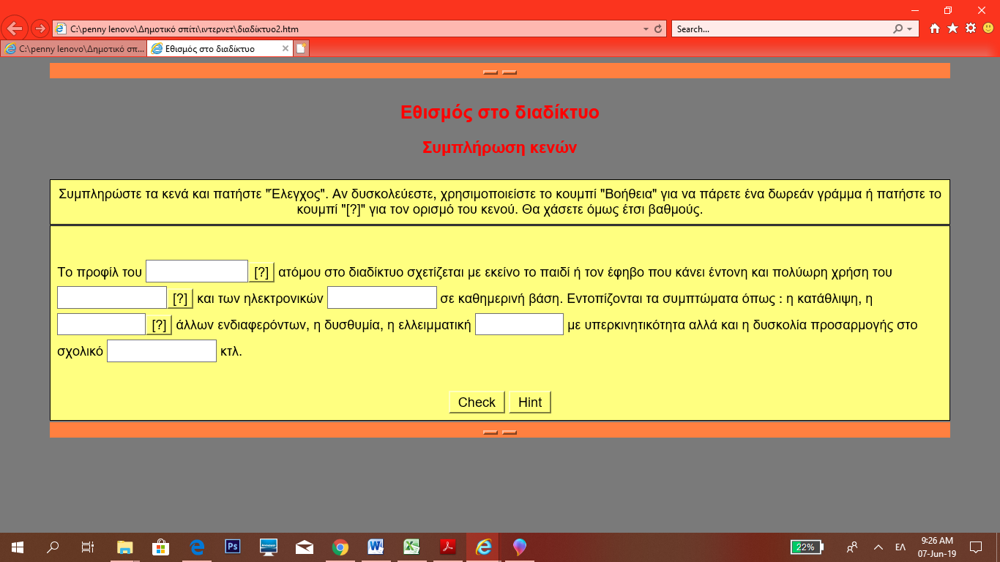 C:\penny lenovo\Δημοτικό σπίτι\ιντερνετ\διαδίκτυο2.htm
Search...
C:\penny lenovo\Δημοτικό σπ...
Εθισμός στο διαδίκτυο
Εθισμός στο διαδίκτυο
Συμπλήρωση κενών
Συμπληρώστε τα κενά και πατήστε "Έλεγχος". Αν δυσκολεύεστε, χρησιμοποιείστε το κουμπί "Βοήθεια" για να πάρετε ένα δωρεάν γράμμα ή πατήστε το
κουμπί "[?]" για τον ορισμό του κενού. Θα χάσετε όμως έτσι βαθμούς.
Το προφίλ του [?] ατόμου στο διαδίκτυο σχετίζεται με εκείνο το παιδί ή τον έφηβο που κάνει έντονη και πολύωρη χρήση του
[?] και των ηλεκτρονικών σε καθημερινή βάση. Εντοπίζονται τα συμπτώματα όπως : η κατάθλιψη, η
[?] άλλων ενδιαφερόντων, η δυσθυμία, η ελλειμματική με υπερκινητικότητα αλλά και η δυσκολία προσαρμογής στο
σχολικό κτλ.
Check Hint
Ps
22%
ΕΛ
9:26 AM
07-Jun-19